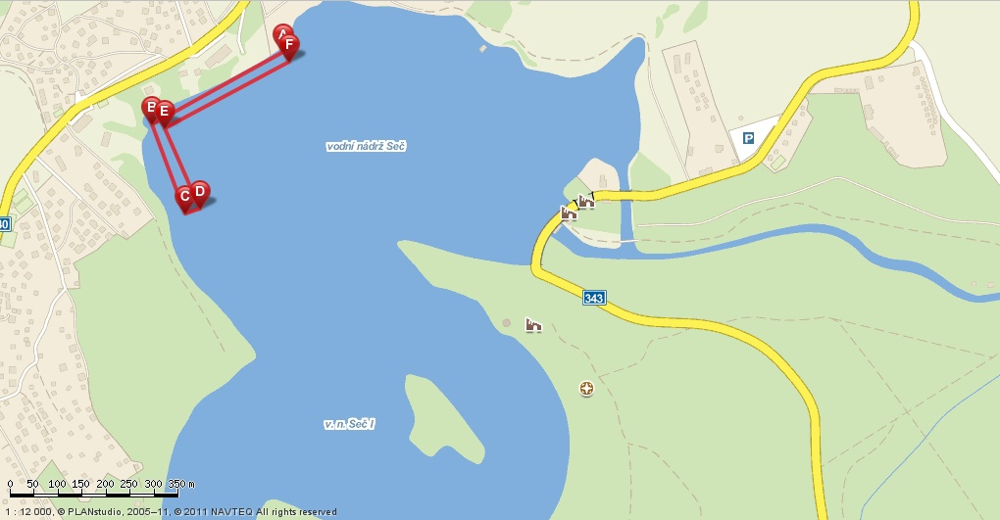 A
F
B
E
vodní nádrž Seč
P
C
D
40
343
v. n. Seč I
0 50 100 150 200 250 300 350 m
1 : 12 000, © PLANstudio, 2005–11, © 2011 NAVTEQ All rights reserved